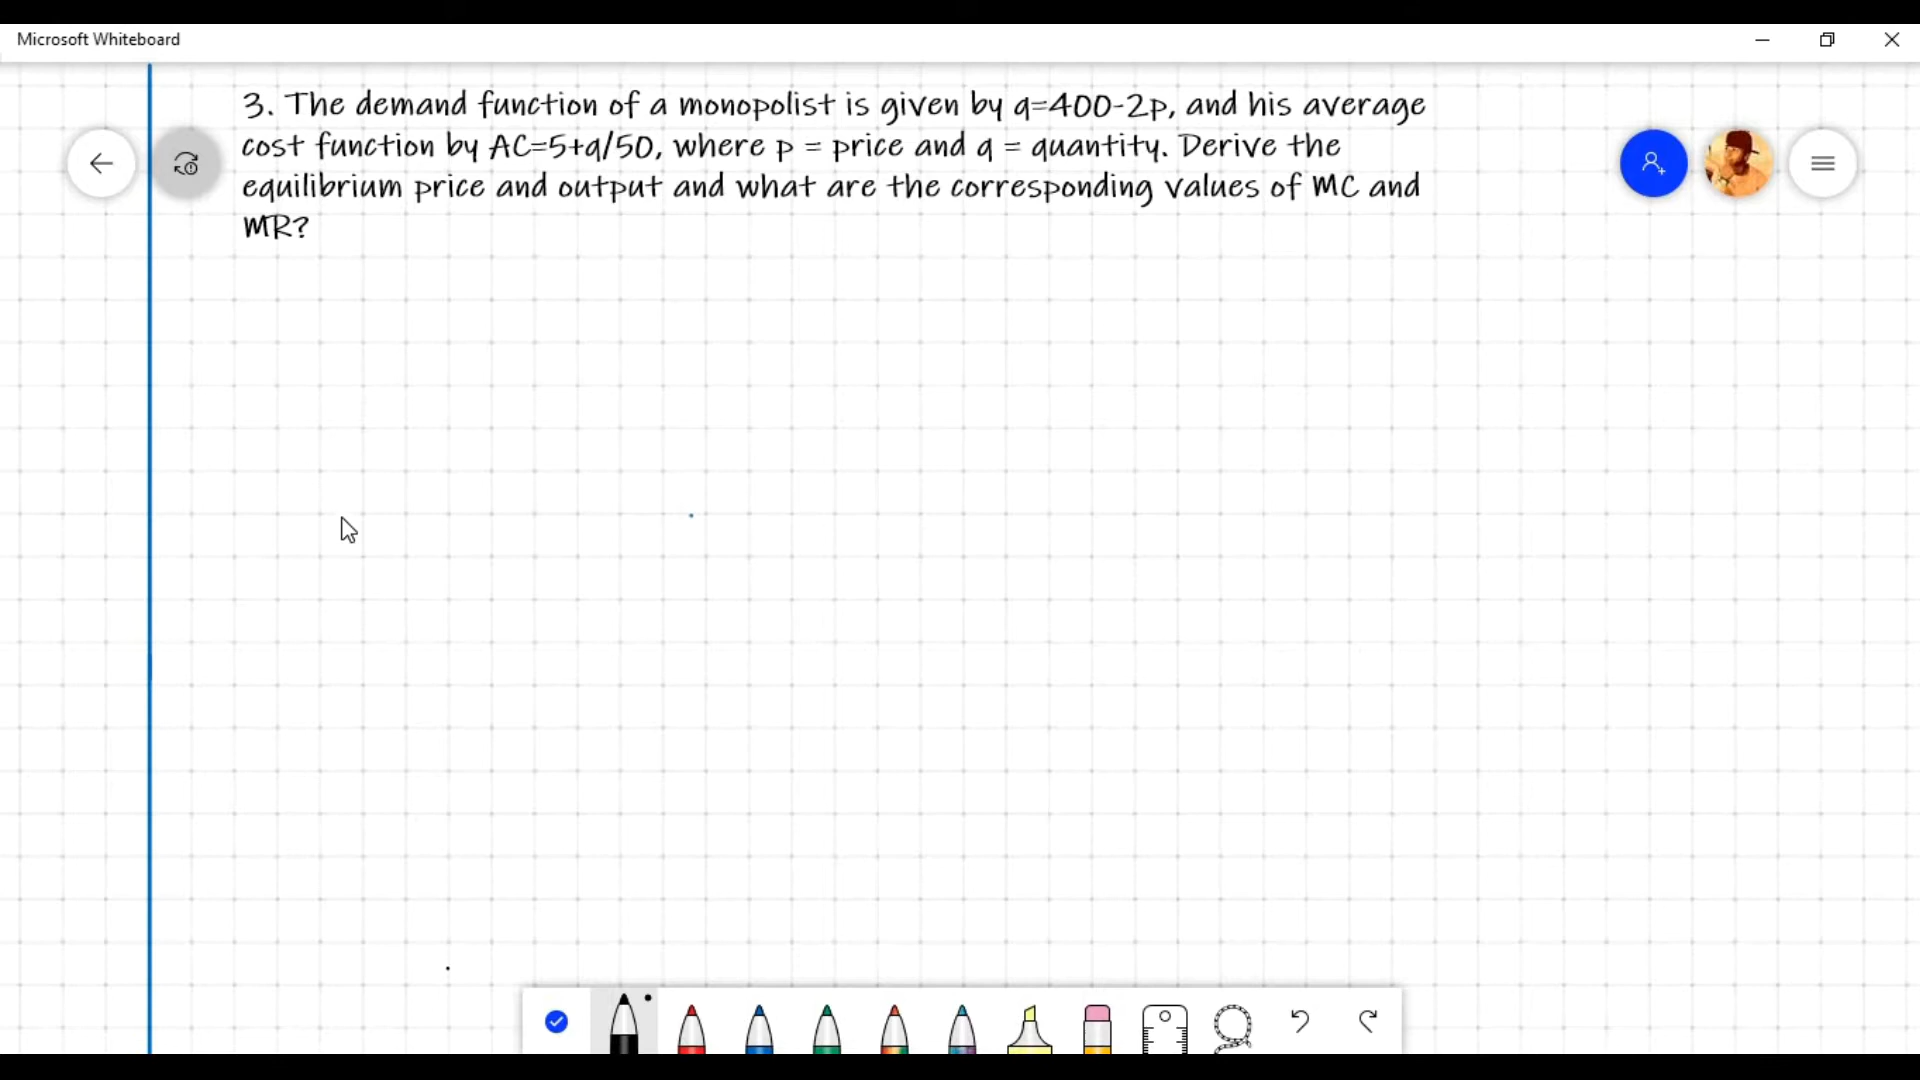 Microsoft Whiteboard
3. The demand function of a monopolist is given by q=400-2p, and his average
cost function by AC=5+q/50, where p = price and q = quantity. Derive the
equilibrium price and output and what are the corresponding values of MC and
MR?